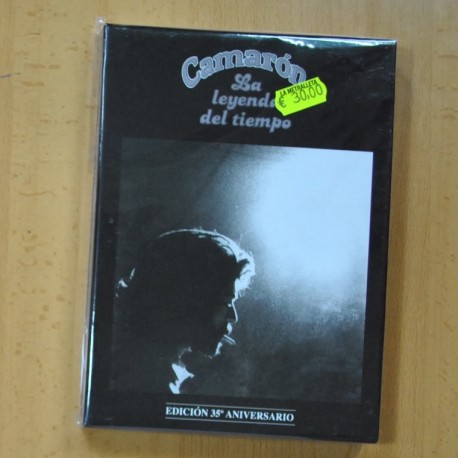 Camarón
La
leyenda
del tiempo
LA METRALLETA
€ 30,00
EDICIÓN 35º ANIVERSARIO